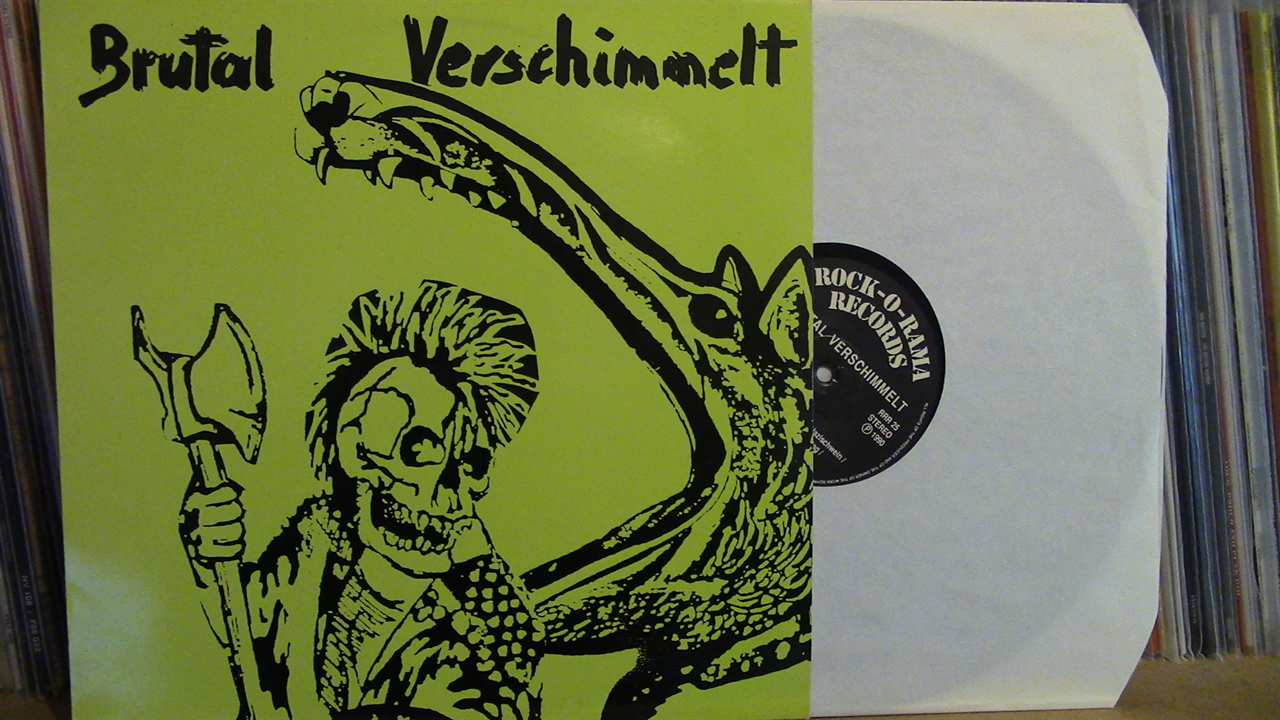 Brutal Verschimmelt
ROCK-O-RAMA
RECORDS
AL VERSCHIMMELT
RRR 25
STEREO
Ⓟ 1990